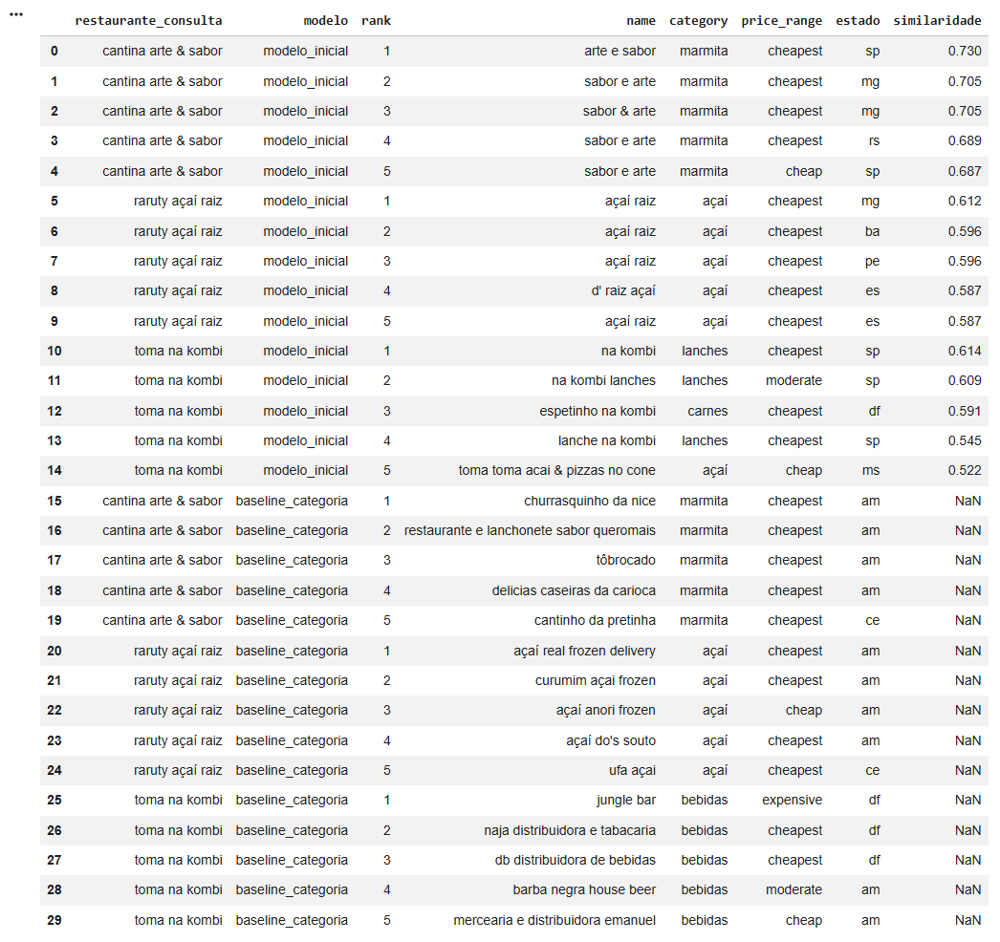 ...
restaurante_consulta modelo rank name category price_range estado similaridade
0 cantina arte & sabor modelo_inicial 1 arte e sabor marmita cheapest sp 0.730
1 cantina arte & sabor modelo_inicial 2 sabor e arte marmita cheapest mg 0.705
2 cantina arte & sabor modelo_inicial 3 sabor & arte marmita cheapest mg 0.705
3 cantina arte & sabor modelo_inicial 4 sabor e arte marmita cheapest rs 0.689
4 cantina arte & sabor modelo_inicial 5 sabor e arte marmita cheap sp 0.687
5 raruty açaí raiz modelo_inicial 1 açaí raiz açaí cheapest mg 0.612
6 raruty açaí raiz modelo_inicial 2 açaí raiz açaí cheapest ba 0.596
7 raruty açaí raiz modelo_inicial 3 açaí raiz açaí cheapest pe 0.596
8 raruty açaí raiz modelo_inicial 4 d' raiz açaí açaí cheapest es 0.587
9 raruty açaí raiz modelo_inicial 5 açaí raiz açaí cheapest es 0.587
10 toma na kombi modelo_inicial 1 na kombi lanches cheapest sp 0.614
11 toma na kombi modelo_inicial 2 na kombi lanches lanches moderate sp 0.609
12 toma na kombi modelo_inicial 3 espetinho na kombi carnes cheapest df 0.591
13 toma na kombi modelo_inicial 4 lanche na kombi lanches cheapest sp 0.545
14 toma na kombi modelo_inicial 5 toma toma acai & pizzas no cone açaí cheap ms 0.522
15 cantina arte & sabor baseline_categoria 1 churrasquinho da nice marmita cheapest am NaN
16 cantina arte & sabor baseline_categoria 2 restaurante e lanchonete sabor queromais marmita cheapest am NaN
17 cantina arte & sabor baseline_categoria 3 tôbrocado marmita cheapest am NaN
18 cantina arte & sabor baseline_categoria 4 delicias caseiras da carioca marmita cheapest am NaN
19 cantina arte & sabor baseline_categoria 5 cantinho da pretinha marmita cheapest ce NaN
20 raruty açaí raiz baseline_categoria 1 açaí real frozen delivery açaí cheapest am NaN
21 raruty açaí raiz baseline_categoria 2 curumim açai frozen açaí cheapest am NaN
22 raruty açaí raiz baseline_categoria 3 açaí anori frozen açaí cheap am NaN
23 raruty açaí raiz baseline_categoria 4 açaí do's souto açaí cheapest am NaN
24 raruty açaí raiz baseline_categoria 5 ufa açai açaí cheapest ce NaN
25 toma na kombi baseline_categoria 1 jungle bar bebidas expensive df NaN
26 toma na kombi baseline_categoria 2 naja distribuidora e tabacaria bebidas cheapest df NaN
27 toma na kombi baseline_categoria 3 db distribuidora de bebidas bebidas cheapest df NaN
28 toma na kombi baseline_categoria 4 barba negra house beer bebidas moderate am NaN
29 toma na kombi baseline_categoria 5 mercearia e distribuidora emanuel bebidas cheap am NaN